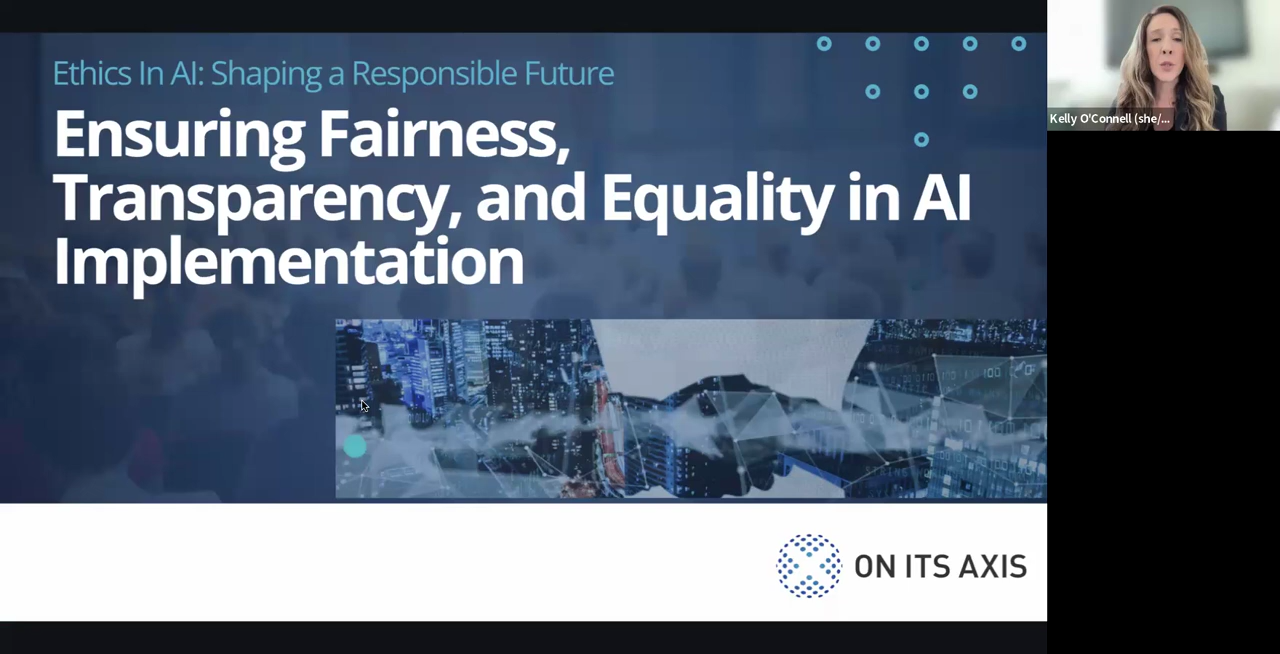 Ethics In AI: Shaping a Responsible Future
Ensuring Fairness,
Transparency, and Equality in AI
Implementation
ON ITS AXIS
Kelly O'Connell (she/...